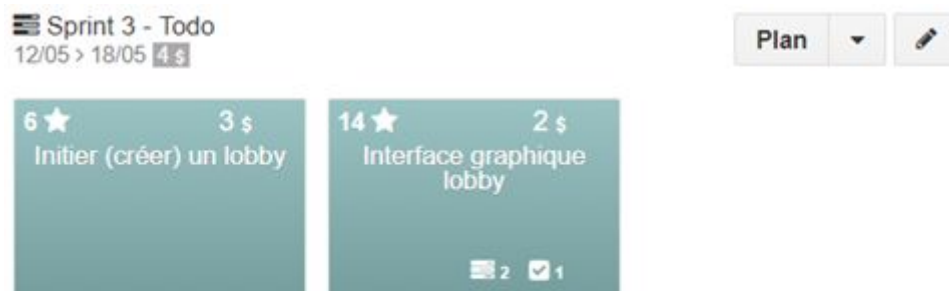 Sprint 3 - Todo
12/05 > 18/05 4 $
Plan
6 3 $
Initier (créer) un lobby
14 2 $
Interface graphique
lobby
2 1